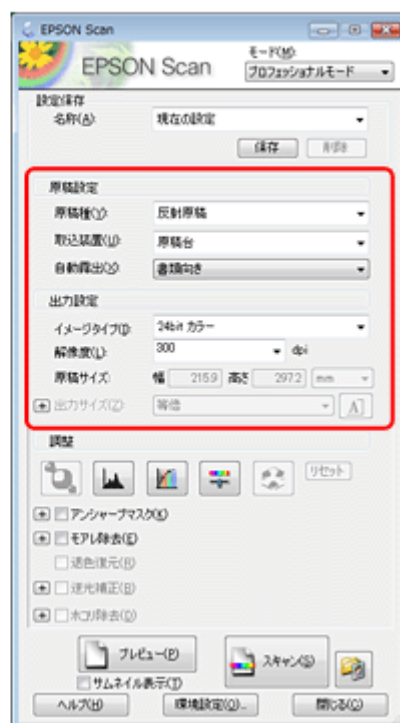 EPSON Scan
EPSON Scan
モード(M):
プロフェッショナルモード
設定保存
名称(A):
現在の設定
保存
削除
原稿設定
原稿種(Y):
反射原稿
取込装置(U):
原稿台
自動露出(X):
書類向き
出力設定
イメージタイプ(I):
24bit カラー
解像度(L):
300
dpi
原稿サイズ:
幅
215.9
高さ
297.2
mm
出力サイズ(Z):
等倍
調整
リセット
アンシャープマスク(K)
モアレ除去(E)
退色復元(R)
逆光補正(B)
ホコリ除去(D)
プレビュー(P)
スキャン(S)
サムネイル表示(T)
ヘルプ(H)
環境設定(O)...
閉じる(C)